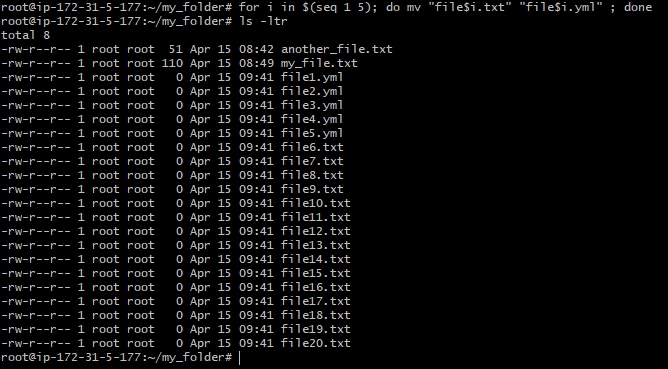 root@ip-172-31-5-177:~/my_folder# for i in $(seq 1 5); do mv "file$i.txt" "file$i.yml" ; done
root@ip-172-31-5-177:~/my_folder# ls -ltr
total 8
-rw-r--r-- 1 root root  51 Apr 15 08:42 another_file.txt
-rw-r--r-- 1 root root 110 Apr 15 08:49 my_file.txt
-rw-r--r-- 1 root root   0 Apr 15 09:41 file1.yml
-rw-r--r-- 1 root root   0 Apr 15 09:41 file2.yml
-rw-r--r-- 1 root root   0 Apr 15 09:41 file3.yml
-rw-r--r-- 1 root root   0 Apr 15 09:41 file4.yml
-rw-r--r-- 1 root root   0 Apr 15 09:41 file5.yml
-rw-r--r-- 1 root root   0 Apr 15 09:41 file6.txt
-rw-r--r-- 1 root root   0 Apr 15 09:41 file7.txt
-rw-r--r-- 1 root root   0 Apr 15 09:41 file8.txt
-rw-r--r-- 1 root root   0 Apr 15 09:41 file9.txt
-rw-r--r-- 1 root root   0 Apr 15 09:41 file10.txt
-rw-r--r-- 1 root root   0 Apr 15 09:41 file11.txt
-rw-r--r-- 1 root root   0 Apr 15 09:41 file12.txt
-rw-r--r-- 1 root root   0 Apr 15 09:41 file13.txt
-rw-r--r-- 1 root root   0 Apr 15 09:41 file14.txt
-rw-r--r-- 1 root root   0 Apr 15 09:41 file15.txt
-rw-r--r-- 1 root root   0 Apr 15 09:41 file16.txt
-rw-r--r-- 1 root root   0 Apr 15 09:41 file17.txt
-rw-r--r-- 1 root root   0 Apr 15 09:41 file18.txt
-rw-r--r-- 1 root root   0 Apr 15 09:41 file19.txt
-rw-r--r-- 1 root root   0 Apr 15 09:41 file20.txt
root@ip-172-31-5-177:~/my_folder#